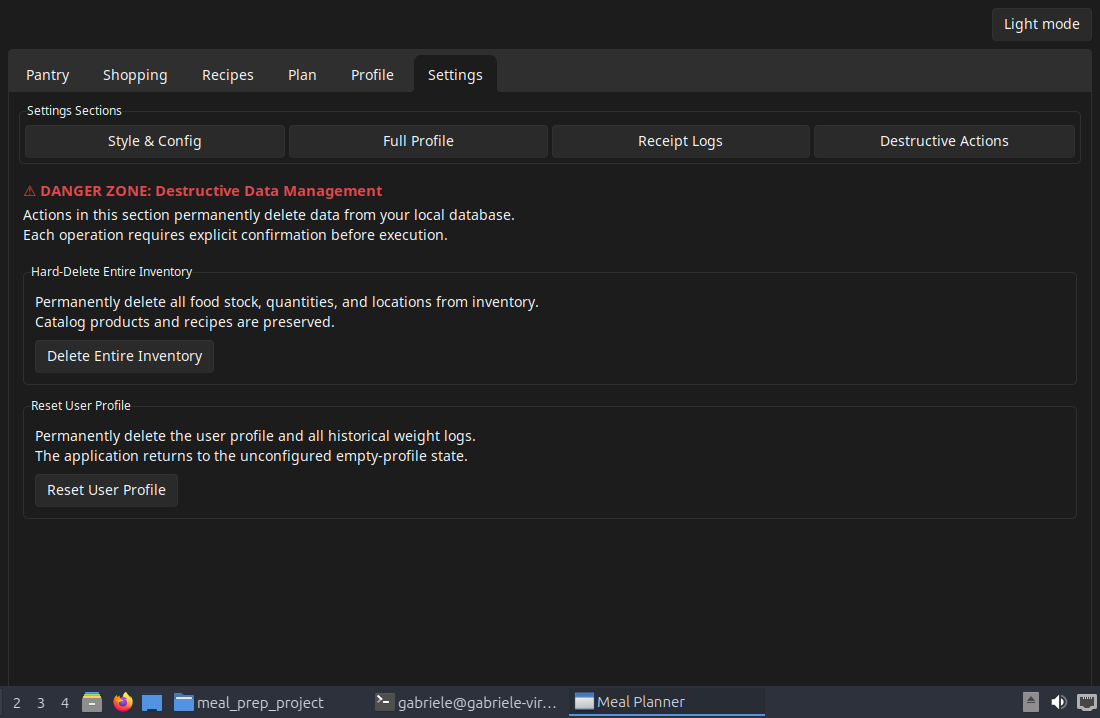 Light mode
Pantry Shopping Recipes Plan Profile Settings
Settings Sections
Style & Config Full Profile Receipt Logs Destructive Actions
⚠ DANGER ZONE: Destructive Data Management
Actions in this section permanently delete data from your local database.
Each operation requires explicit confirmation before execution.
Hard-Delete Entire Inventory
Permanently delete all food stock, quantities, and locations from inventory.
Catalog products and recipes are preserved.
Delete Entire Inventory
Reset User Profile
Permanently delete the user profile and all historical weight logs.
The application returns to the unconfigured empty-profile state.
Reset User Profile
2 3 4 meal_prep_project gabriele@gabriele-vir... Meal Planner